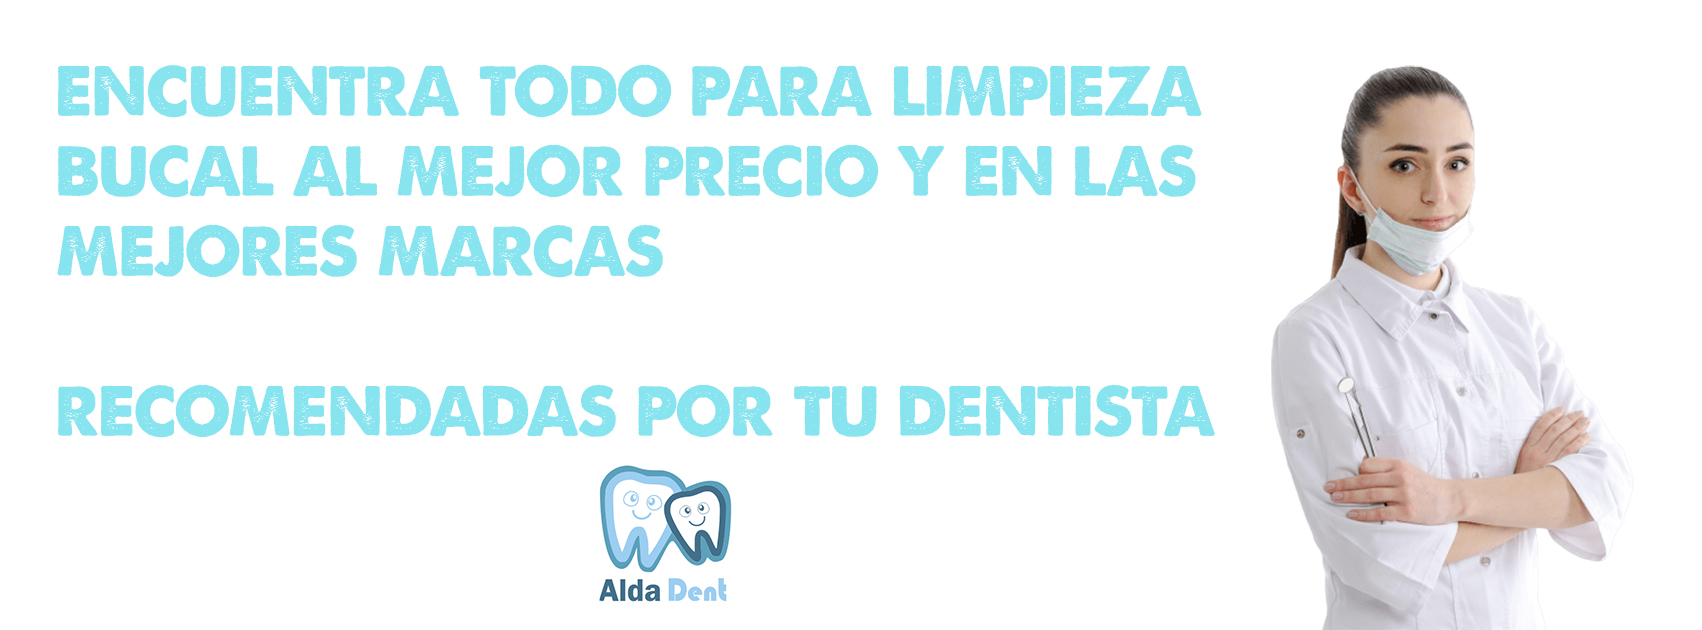 ENCUENTRA TODO PARA LIMPIEZA
BUCAL AL MEJOR PRECIO Y EN LAS
MEJORES MARCAS
RECOMENDADAS POR TU DENTISTA
Alda Dent